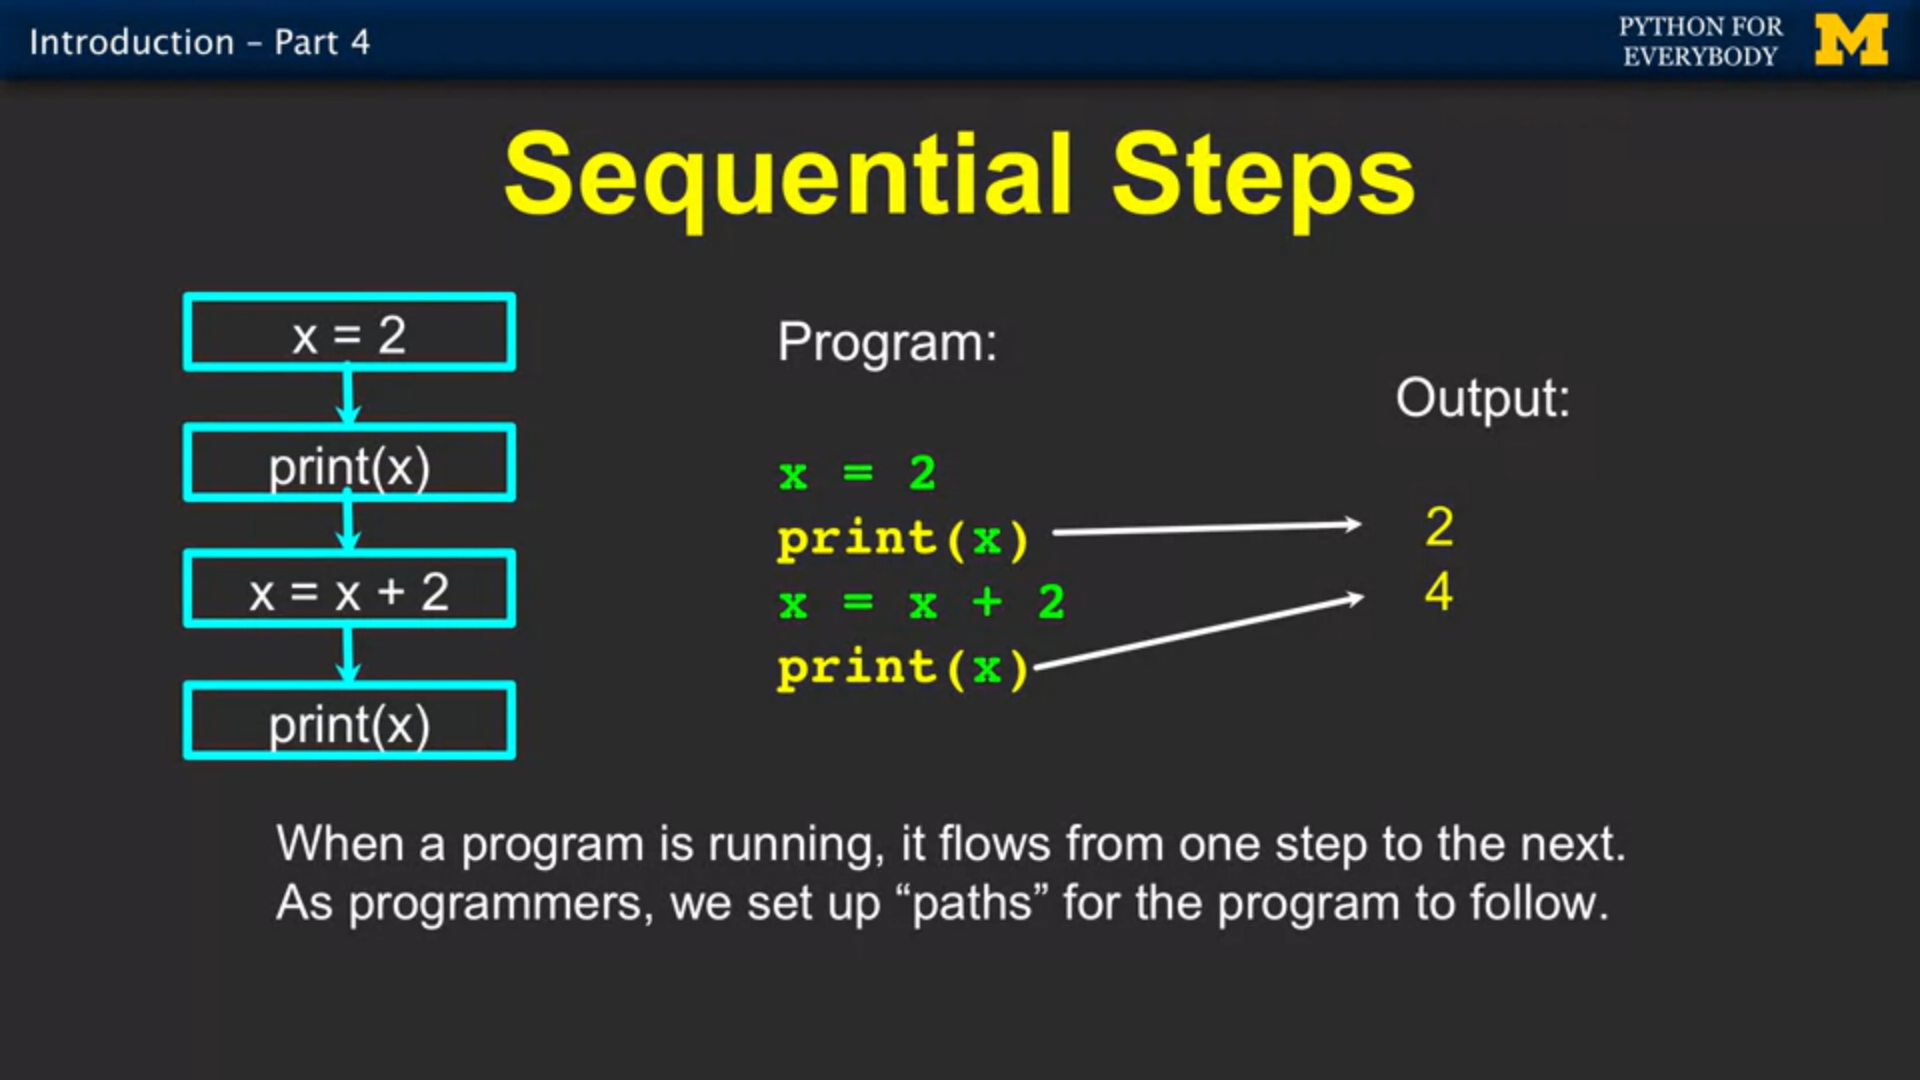 Introduction – Part 4
PYTHON FOR
EVERYBODY
M
Sequential Steps
x = 2
print(x)
x = x + 2
print(x)
Program:
x = 2
print(x)
x = x + 2
print(x)
Output:
2
4
When a program is running, it flows from one step to the next.
As programmers, we set up “paths” for the program to follow.